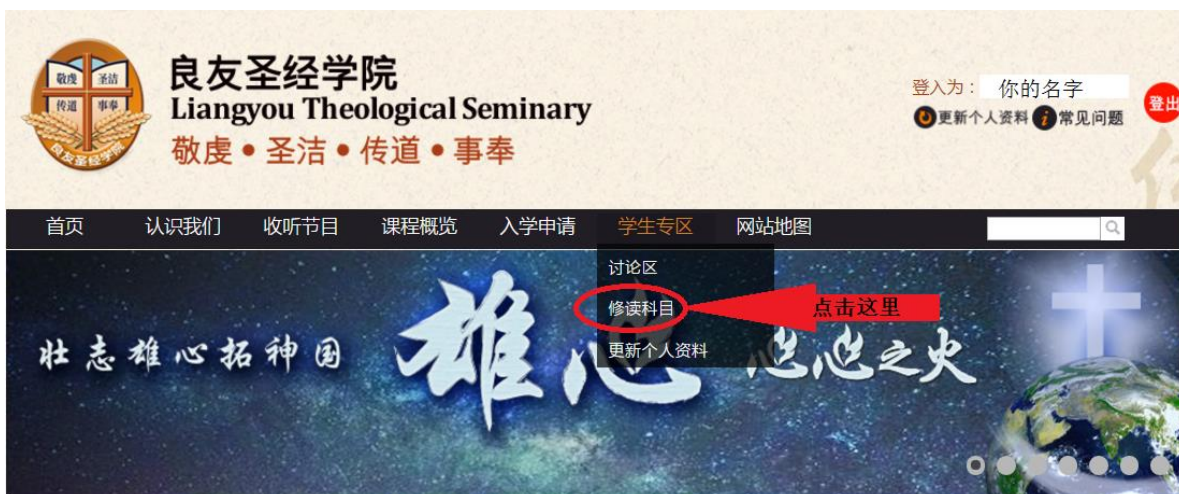 敬虔 圣洁
传道 事奉
良友圣经学院
良友圣经学院
Liangyou Theological Seminary
敬虔 • 圣洁 • 传道 • 事奉
登入为： 你的名字
更新个人资料 i 常见问题
登出
首页 认识我们 收听节目 课程概览 入学申请 学生专区 网站地图
讨论区
修读科目
点击这里
更新个人资料
壮志雄心拓神国
雄心